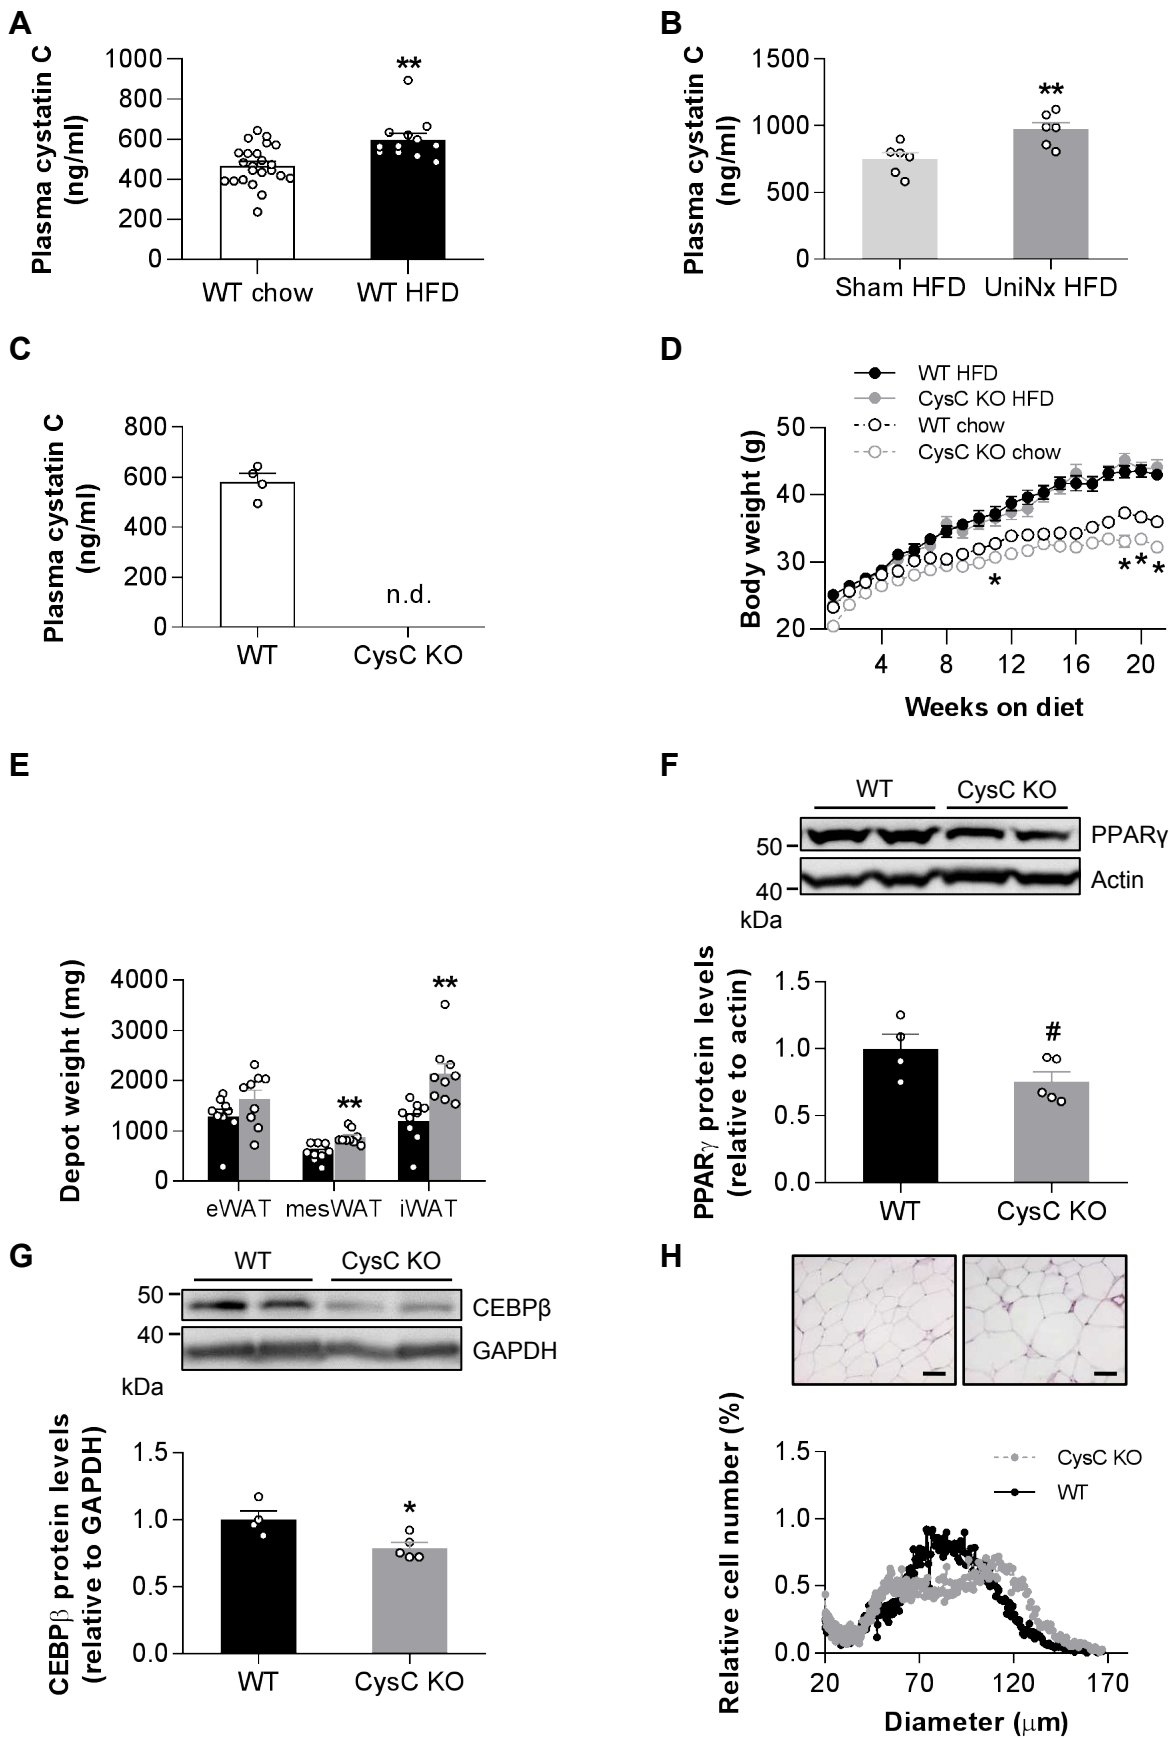 A
Plasma cystatin C
(ng/ml)
1000
800
600
400
200
0
**
WT chow
WT HFD
B
Plasma cystatin C
(ng/ml)
1500
1000
500
0
**
Sham HFD
UniNx HFD
C
Plasma cystatin C
(ng/ml)
800
600
400
200
0
n.d.
WT
CysC KO
D
WT HFD
CysC KO HFD
WT chow
CysC KO chow
Body weight (g)
50
40
30
20
*
* * *
4 8 12 16 20
Weeks on diet
E
Depot weight (mg)
4000
3000
2000
1000
0
**
**
eWAT mesWAT iWAT
F
WT
CysC KO
50
PPARγ
40
Actin
kDa
PPARγ protein levels
(relative to actin)
1.5
1.0
0.5
0.0
#
WT
CysC KO
G
WT
CysC KO
50
CEBPβ
40
GAPDH
kDa
CEBPβ protein levels
(relative to GAPDH)
1.5
1.0
0.5
0.0
*
WT
CysC KO
H
Relative cell number (%)
1.5
1.0
0.5
0.0
CysC KO
WT
20 70 120 170
Diameter (μm)